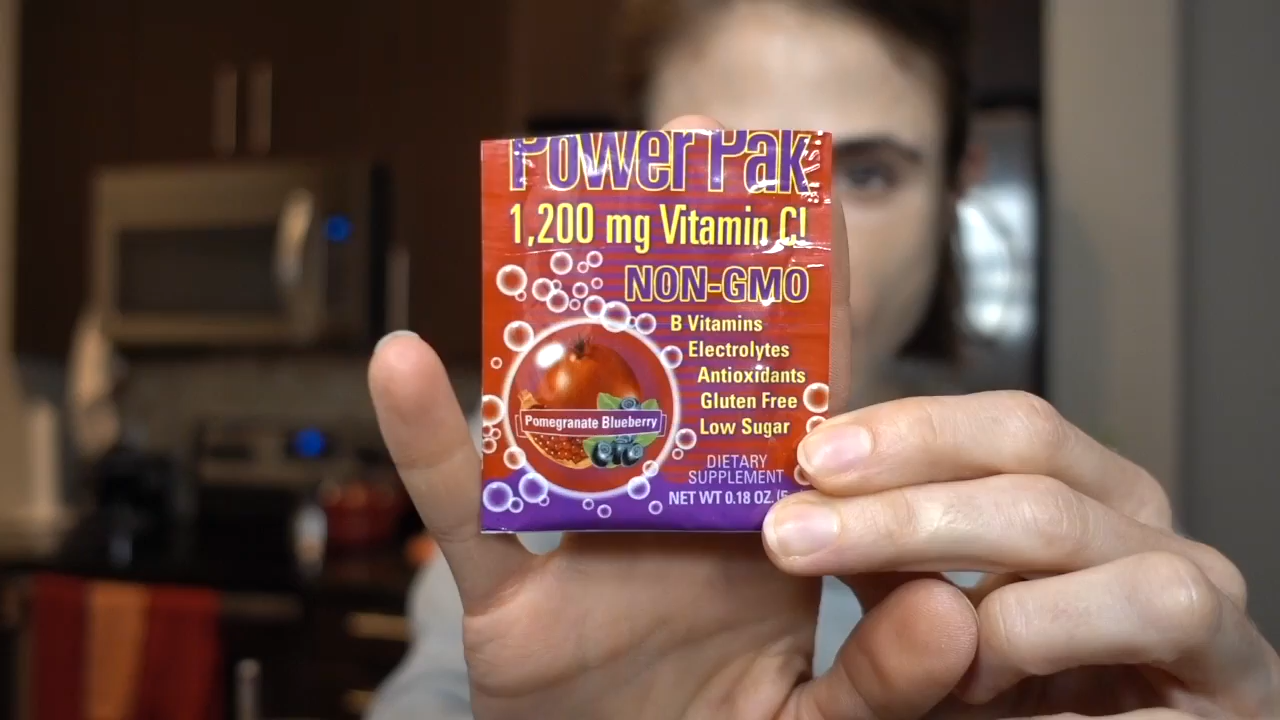 Power Pak
1,200 mg Vitamin C!
NON-GMO
B Vitamins
Electrolytes
Antioxidants
Gluten Free
Low Sugar
Pomegranate Blueberry
DIETARY
SUPPLEMENT
NET WT 0.18 OZ.